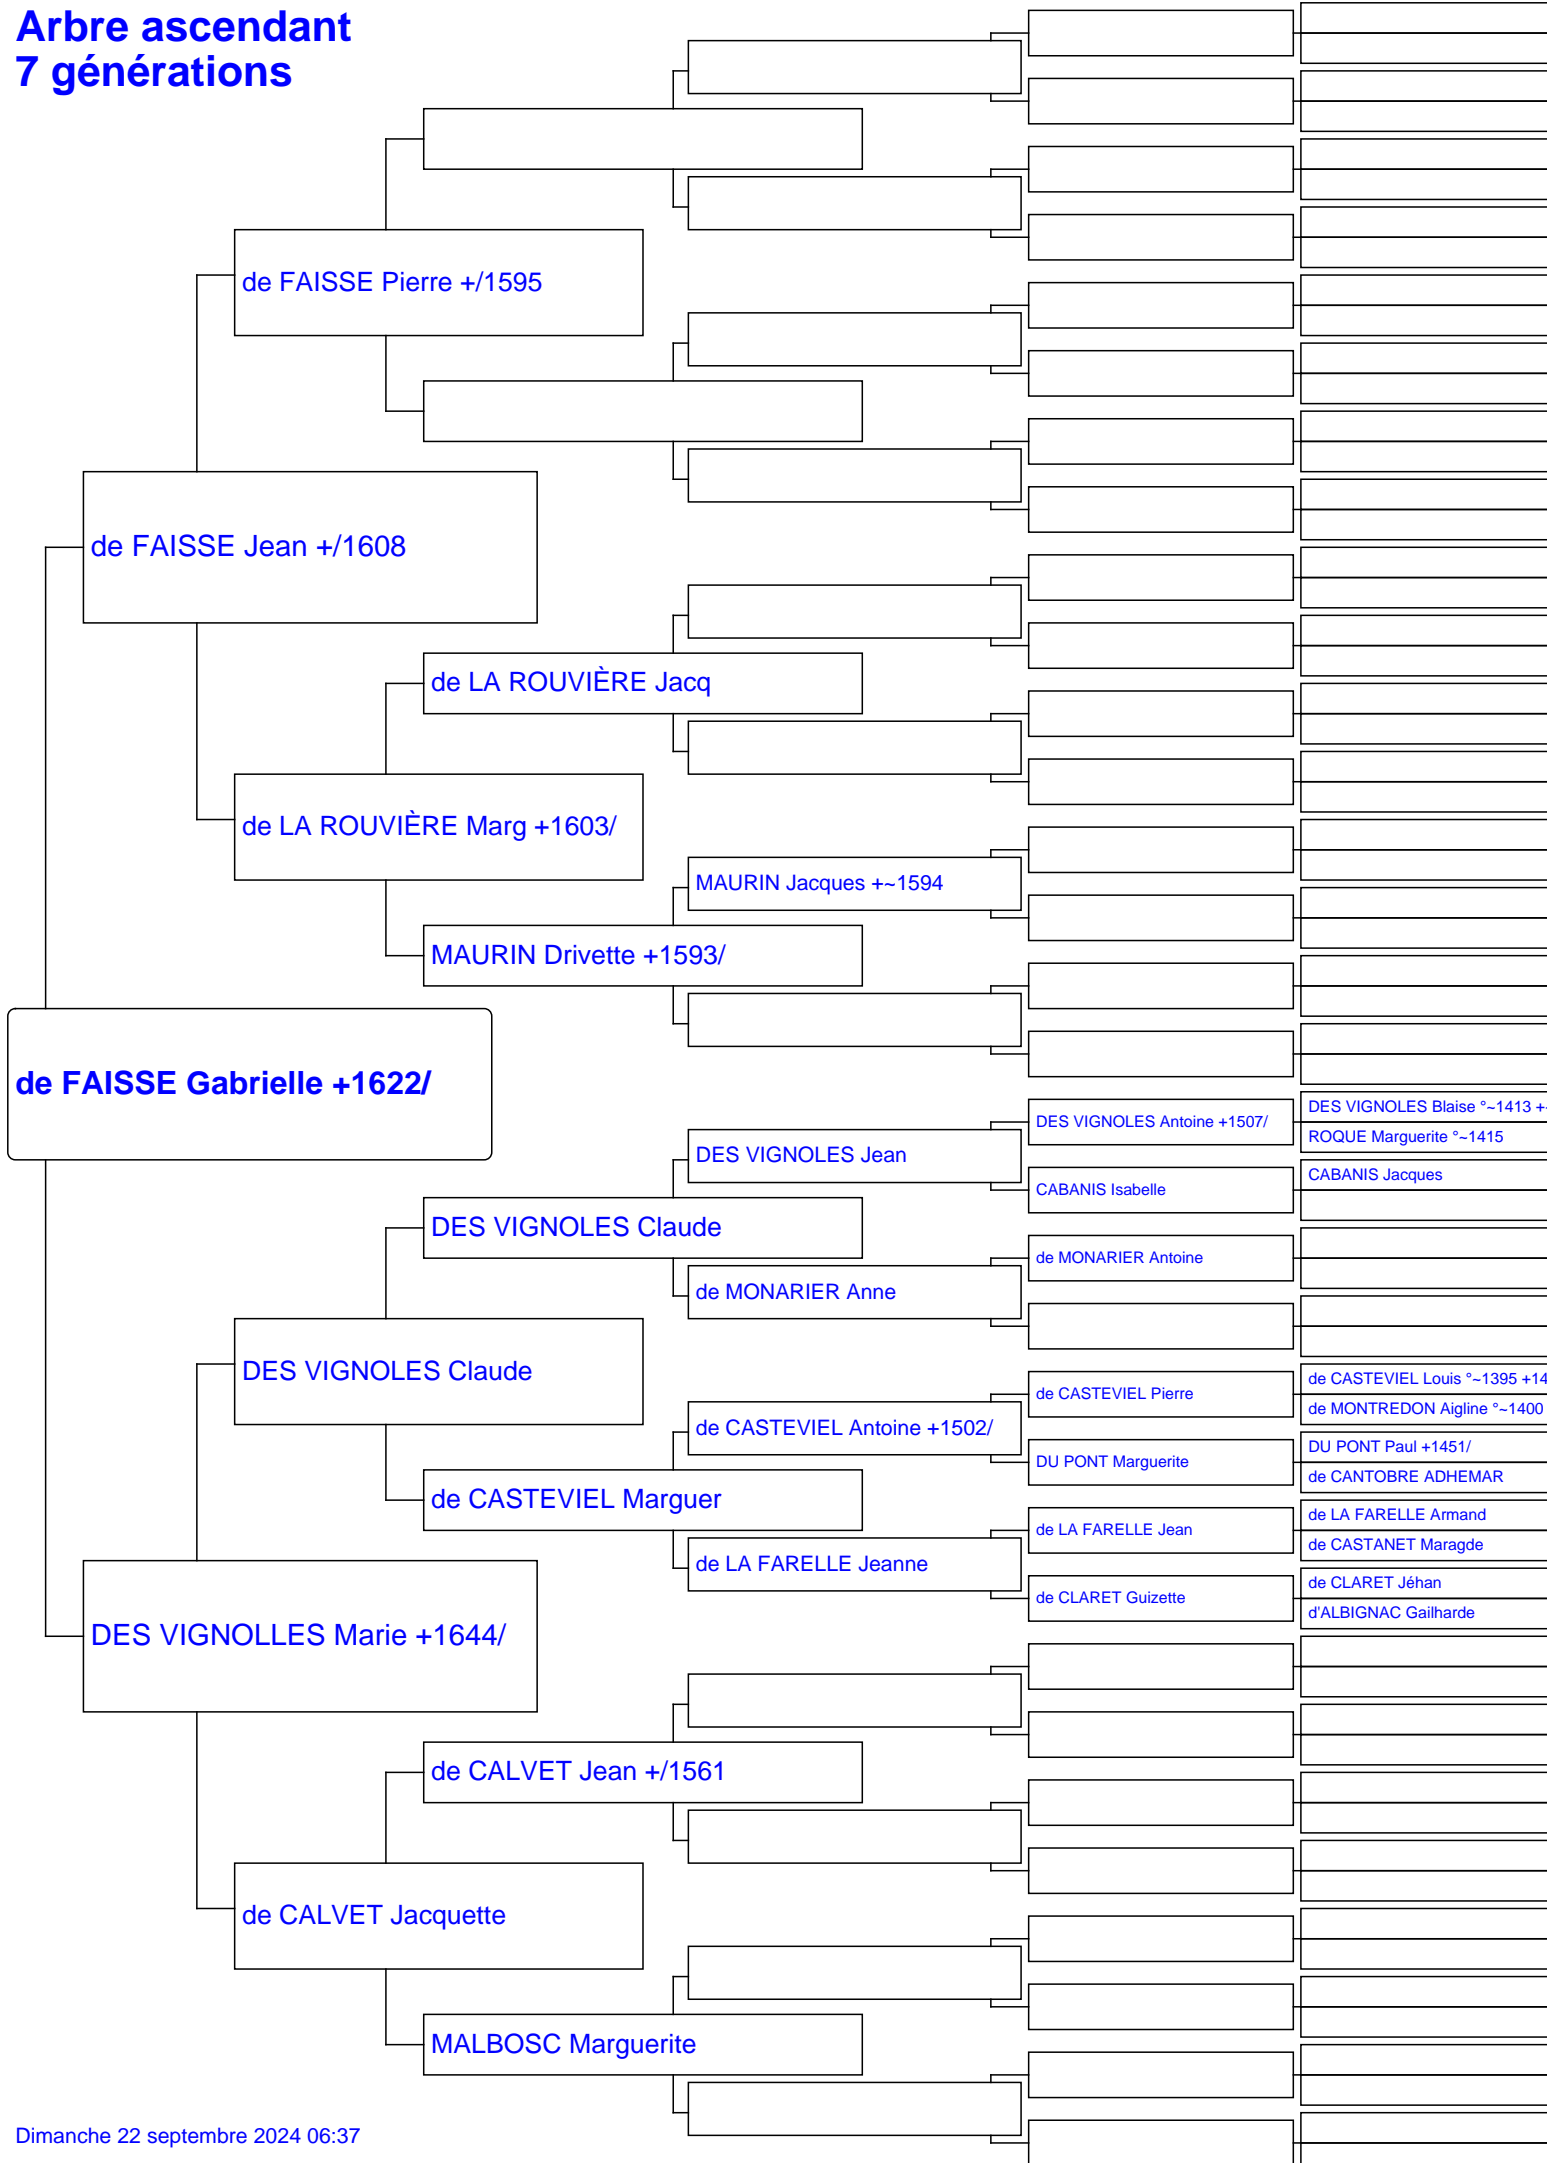 Arbre ascendant
7 générations
de FAISSE Pierre +/1595
de FAISSE Jean +/1608
de LA ROUVIÈRE Jacq
de LA ROUVIÈRE Marg +1603/
MAURIN Jacques +~1594
MAURIN Drivette +1593/
de FAISSE Gabrielle +1622/
DES VIGNOLES Antoine +1507/
DES VIGNOLES Blaise °~1413 +
ROQUE Marguerite °~1415
DES VIGNOLES Jean
CABANIS Isabelle
CABANIS Jacques
DES VIGNOLES Claude
de MONARIER Antoine
de MONARIER Anne
DES VIGNOLES Claude
de CASTEVIEL Pierre
de CASTEVIEL Louis °~1395 +14
de MONTREDON Aigline °~1400
de CASTEVIEL Antoine +1502/
DU PONT Marguerite
DU PONT Paul +1451/
de CANTOBRE ADHEMAR
de CASTEVIEL Marguer
de LA FARELLE Jean
de LA FARELLE Armand
de CASTANET Maragde
de LA FARELLE Jeanne
de CLARET Guizette
de CLARET Jéhan
d'ALBIGNAC Gailharde
DES VIGNOLLES Marie +1644/
de CALVET Jean +/1561
de CALVET Jacquette
MALBOSC Marguerite
Dimanche 22 septembre 2024 06:37